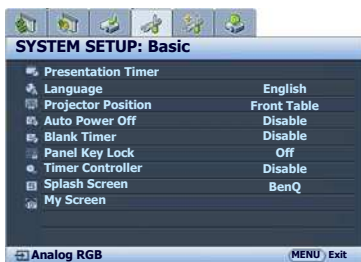 SYSTEM SETUP: Basic
Presentation Timer
Language English
Projector Position Front Table
Auto Power Off Disable
Blank Timer Disable
Panel Key Lock Off
Timer Controller Disable
Splash Screen BenQ
My Screen
Analog RGB MENU Exit